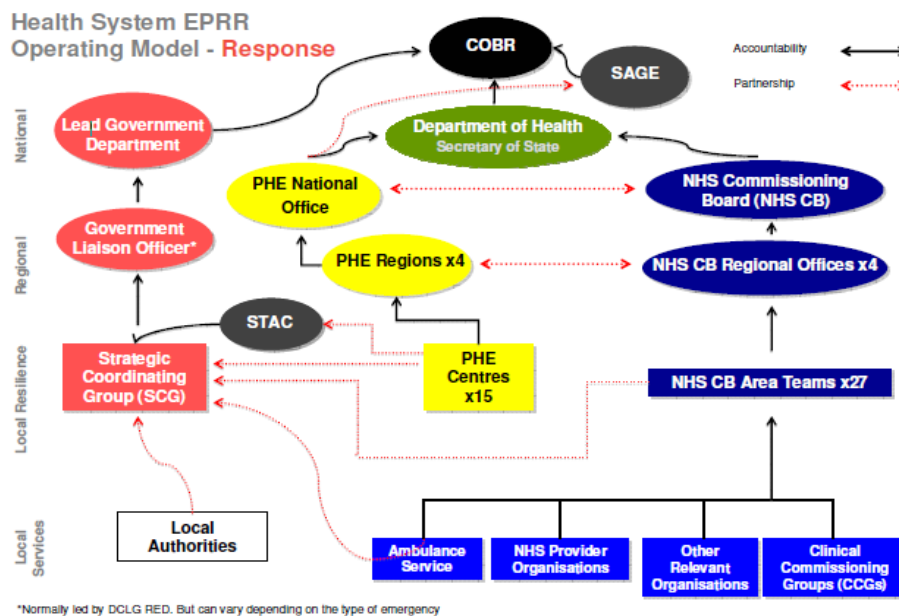 Health System EPRR
Operating Model - Response
COBR
SAGE
Accountability
Partnership
National
Lead Government
Department
Department of Health
Secretary of State
PHE National
Office
NHS Commissioning
Board (NHS CB)
Regional
Government
Liaison Officer*
PHE Regions x4
NHS CB Regional Offices x4
STAC
Local Resilience
Strategic
Coordinating
Group (SCG)
PHE
Centres
x15
NHS CB Area Teams x27
Local
Services
Local
Authorities
Ambulance
Service
NHS Provider
Organisations
Other
Relevant
Organisations
Clinical
Commissioning
Groups (CCGs)
*Normally led by DCLG RED. But can vary depending on the type of emergency